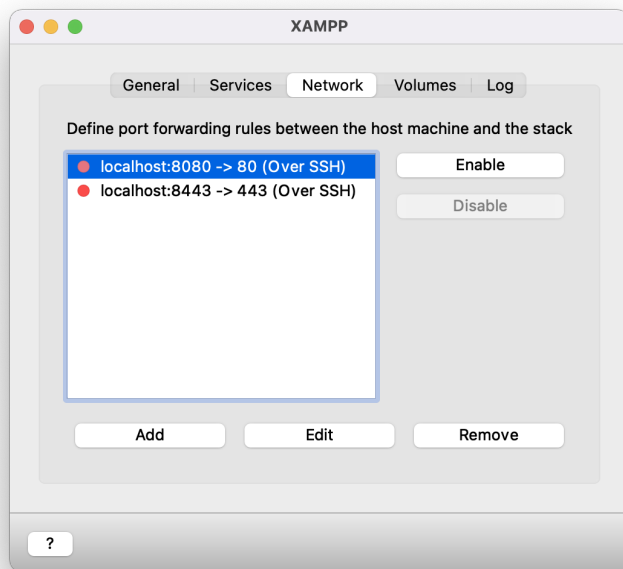 XAMPP
General Services Network Volumes Log
Define port forwarding rules between the host machine and the stack
localhost:8080 -> 80 (Over SSH)
localhost:8443 -> 443 (Over SSH)
Enable
Disable
Add Edit Remove
?